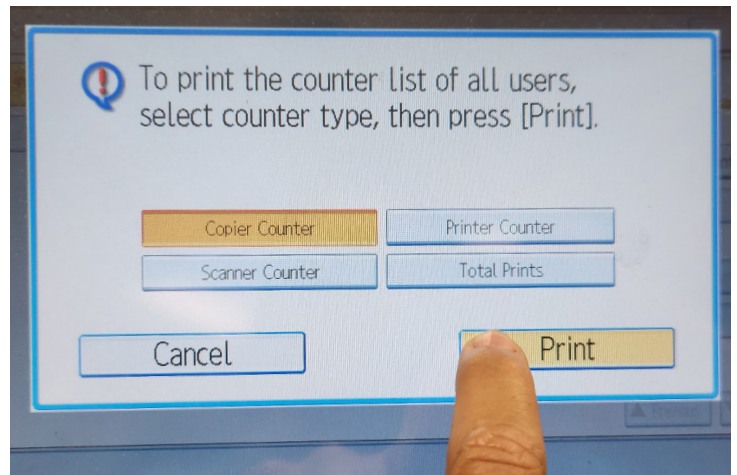 To print the counter list of all users,
select counter type, then press [Print].
Copier Counter
Printer Counter
Scanner Counter
Total Prints
Cancel
Print